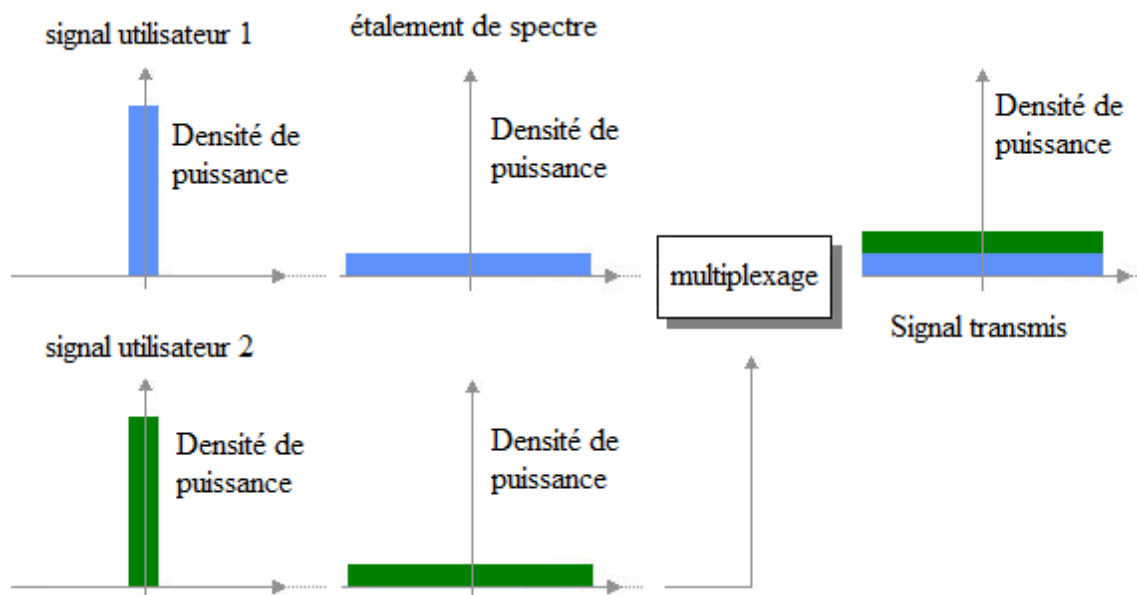 signal utilisateur 1
étalement de spectre
Densité de
puissance
Densité de
puissance
Densité de
puissance
multiplexage
Signal transmis
signal utilisateur 2
Densité de
puissance
Densité de
puissance